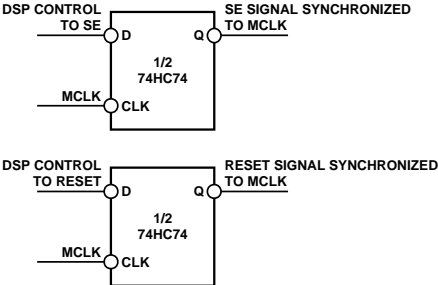 DSP CONTROL
TO SE
SE SIGNAL SYNCHRONIZED
TO MCLK
D
Q
1/2
74HC74
MCLK
CLK
DSP CONTROL
TO RESET
RESET SIGNAL SYNCHRONIZED
TO MCLK
D
Q
1/2
74HC74
MCLK
CLK